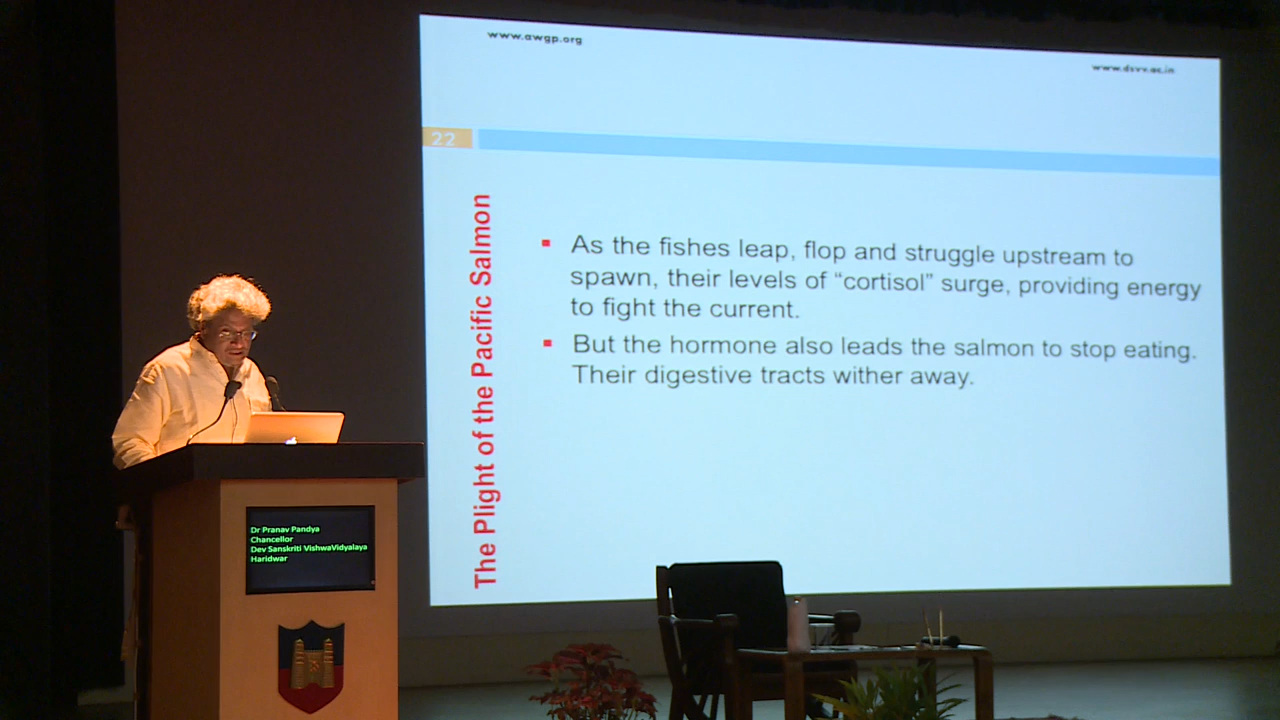 www.awgp.org
www.dsvv.ac.in
22
The Plight of the Pacific Salmon
As the fishes leap, flop and struggle upstream to
spawn, their levels of “cortisol” surge, providing energy
to fight the current.
But the hormone also leads the salmon to stop eating.
Their digestive tracts wither away.
Dr Pranav Pandya
Chancellor
Dev Sanskriti VishwaVidyalaya
Haridwar